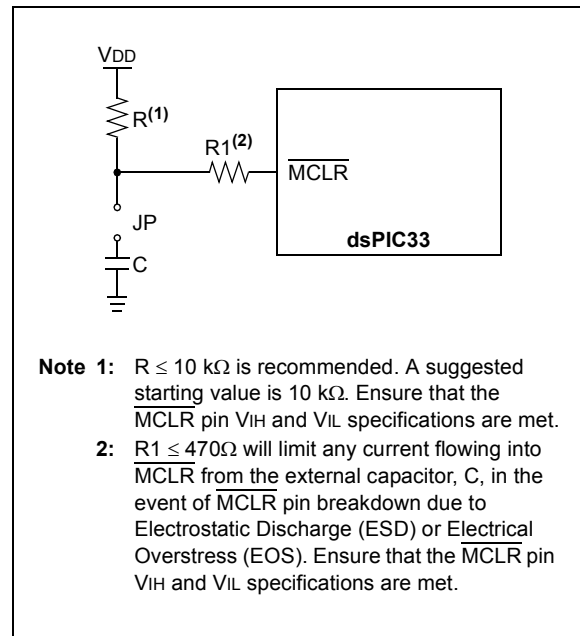 VDD
R(1)
R1(2)
MCLR
JP
dsPIC33
C
Note 1: R ≤ 10 kΩ is recommended. A suggested
starting value is 10 kΩ. Ensure that the
MCLR pin VIH and VIL specifications are met.
2: R1 ≤ 470Ω will limit any current flowing into
MCLR from the external capacitor, C, in the
event of MCLR pin breakdown due to
Electrostatic Discharge (ESD) or Electrical
Overstress (EOS). Ensure that the MCLR pin
VIH and VIL specifications are met.